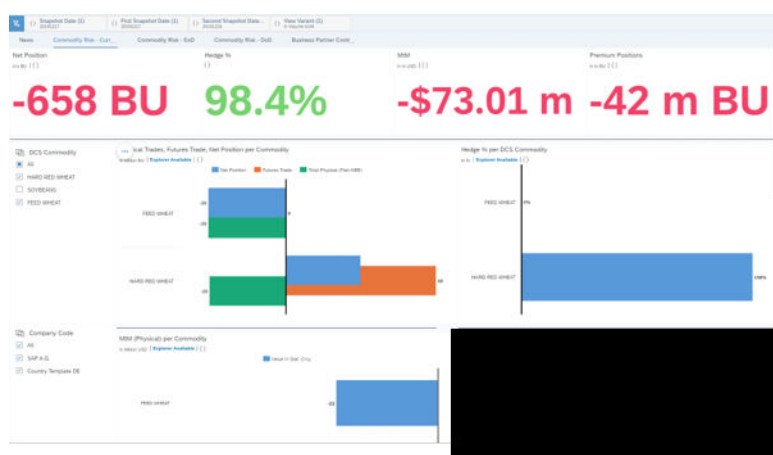 Snapshot Date (1)
First Snapshot Date (1)
Second Snapshot Date...
View Variant (1)
News
Commodity Risk - Curr_
Commodity Risk - EoD
Commodity Risk - DoD
Business Partner Contr_
Net Position
-658 BU
Hedge %
98.4%
MtM
-$73.01 m
Premium Positions
-42 m BU
DCS Commodity
All
HARD RED WHEAT
SOYBEANS
FEED WHEAT
ical Trades, Futures Trade, Net Position per Commodity
Explorer Available
Net Position
Futures Trade
FEED WHEAT
HARD RED WHEAT
Hedge % per DCS Commodity
Explorer Available
FEED WHEAT
HARD RED WHEAT
Company Code
All
SAP A.G.
Country Template DE
MtM (Physical) per Commodity
Explorer Available
FEED WHEAT